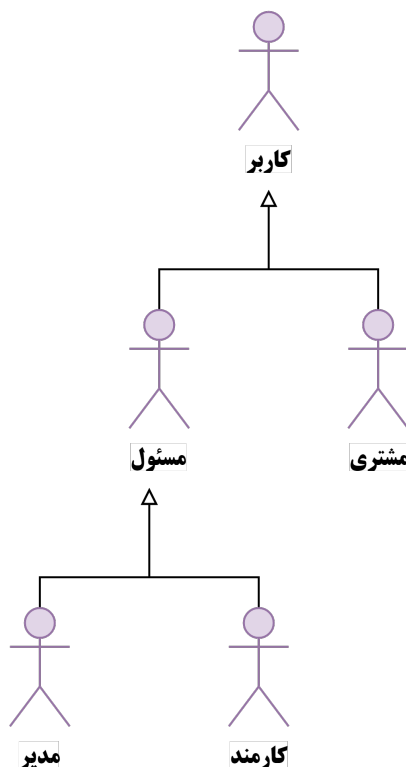 کاربر
مشتری
مسئول
کارمند
مدیر